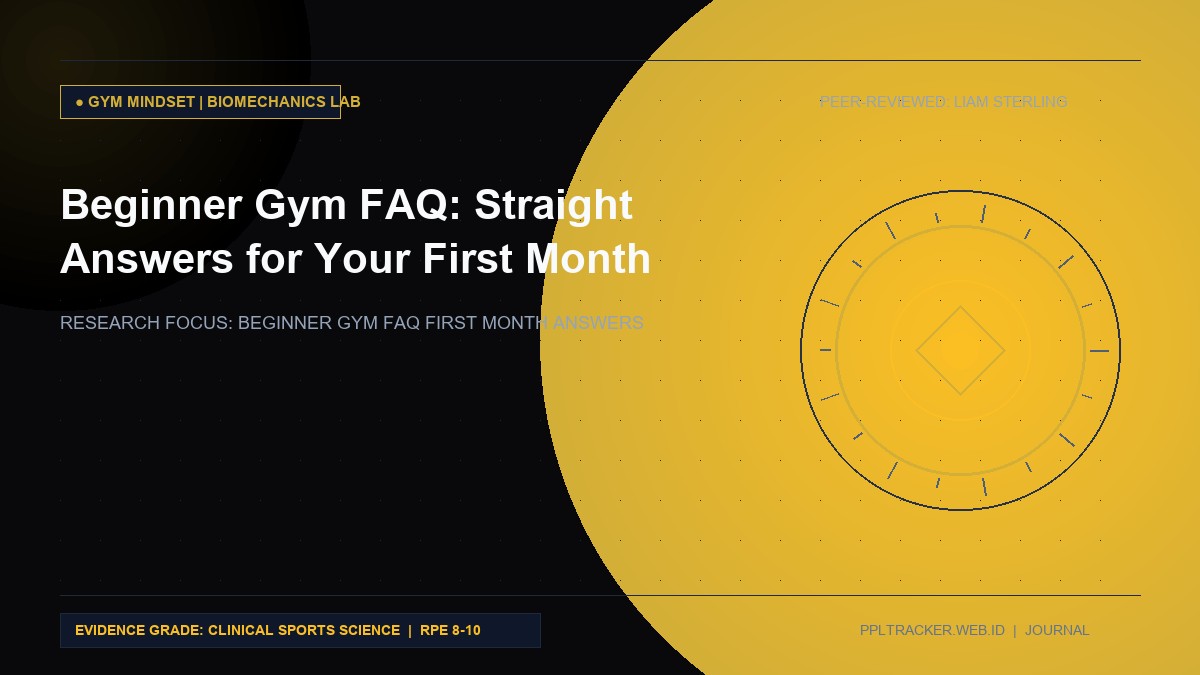 ● GYM MINDSET | BIOMECHANICS LAB
PEER-REVIEWED: LIAM STERLING
Beginner Gym FAQ: Straight
Answers for Your First Month
RESEARCH FOCUS: BEGINNER GYM FAQ FIRST MONTH ANSWERS
EVIDENCE GRADE: CLINICAL SPORTS SCIENCE | RPE 8-10
PPLTRACKER.WEB.ID | JOURNAL